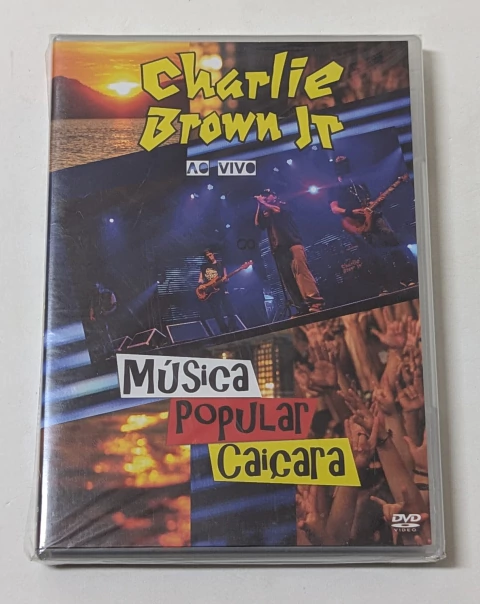 Charlie
Brown Jr
AO VIVO
MÚSICA
POPULAR
CAIÇARA
DVD
VIDEO